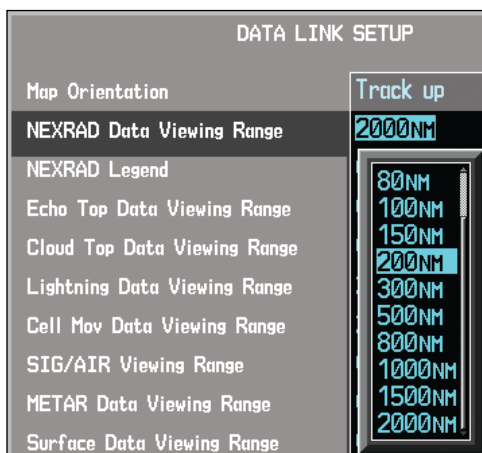 DATA LINK SETUP
Map Orientation
Track up
NEXRAD Data Viewing Range
2000NM
NEXRAD Legend
Echo Top Data Viewing Range
Cloud Top Data Viewing Range
Lightning Data Viewing Range
Cell Mov Data Viewing Range
SIG/AIR Viewing Range
METAR Data Viewing Range
Surface Data Viewing Range
80NM
100NM
150NM
200NM
300NM
500NM
800NM
1000NM
1500NM
2000NM